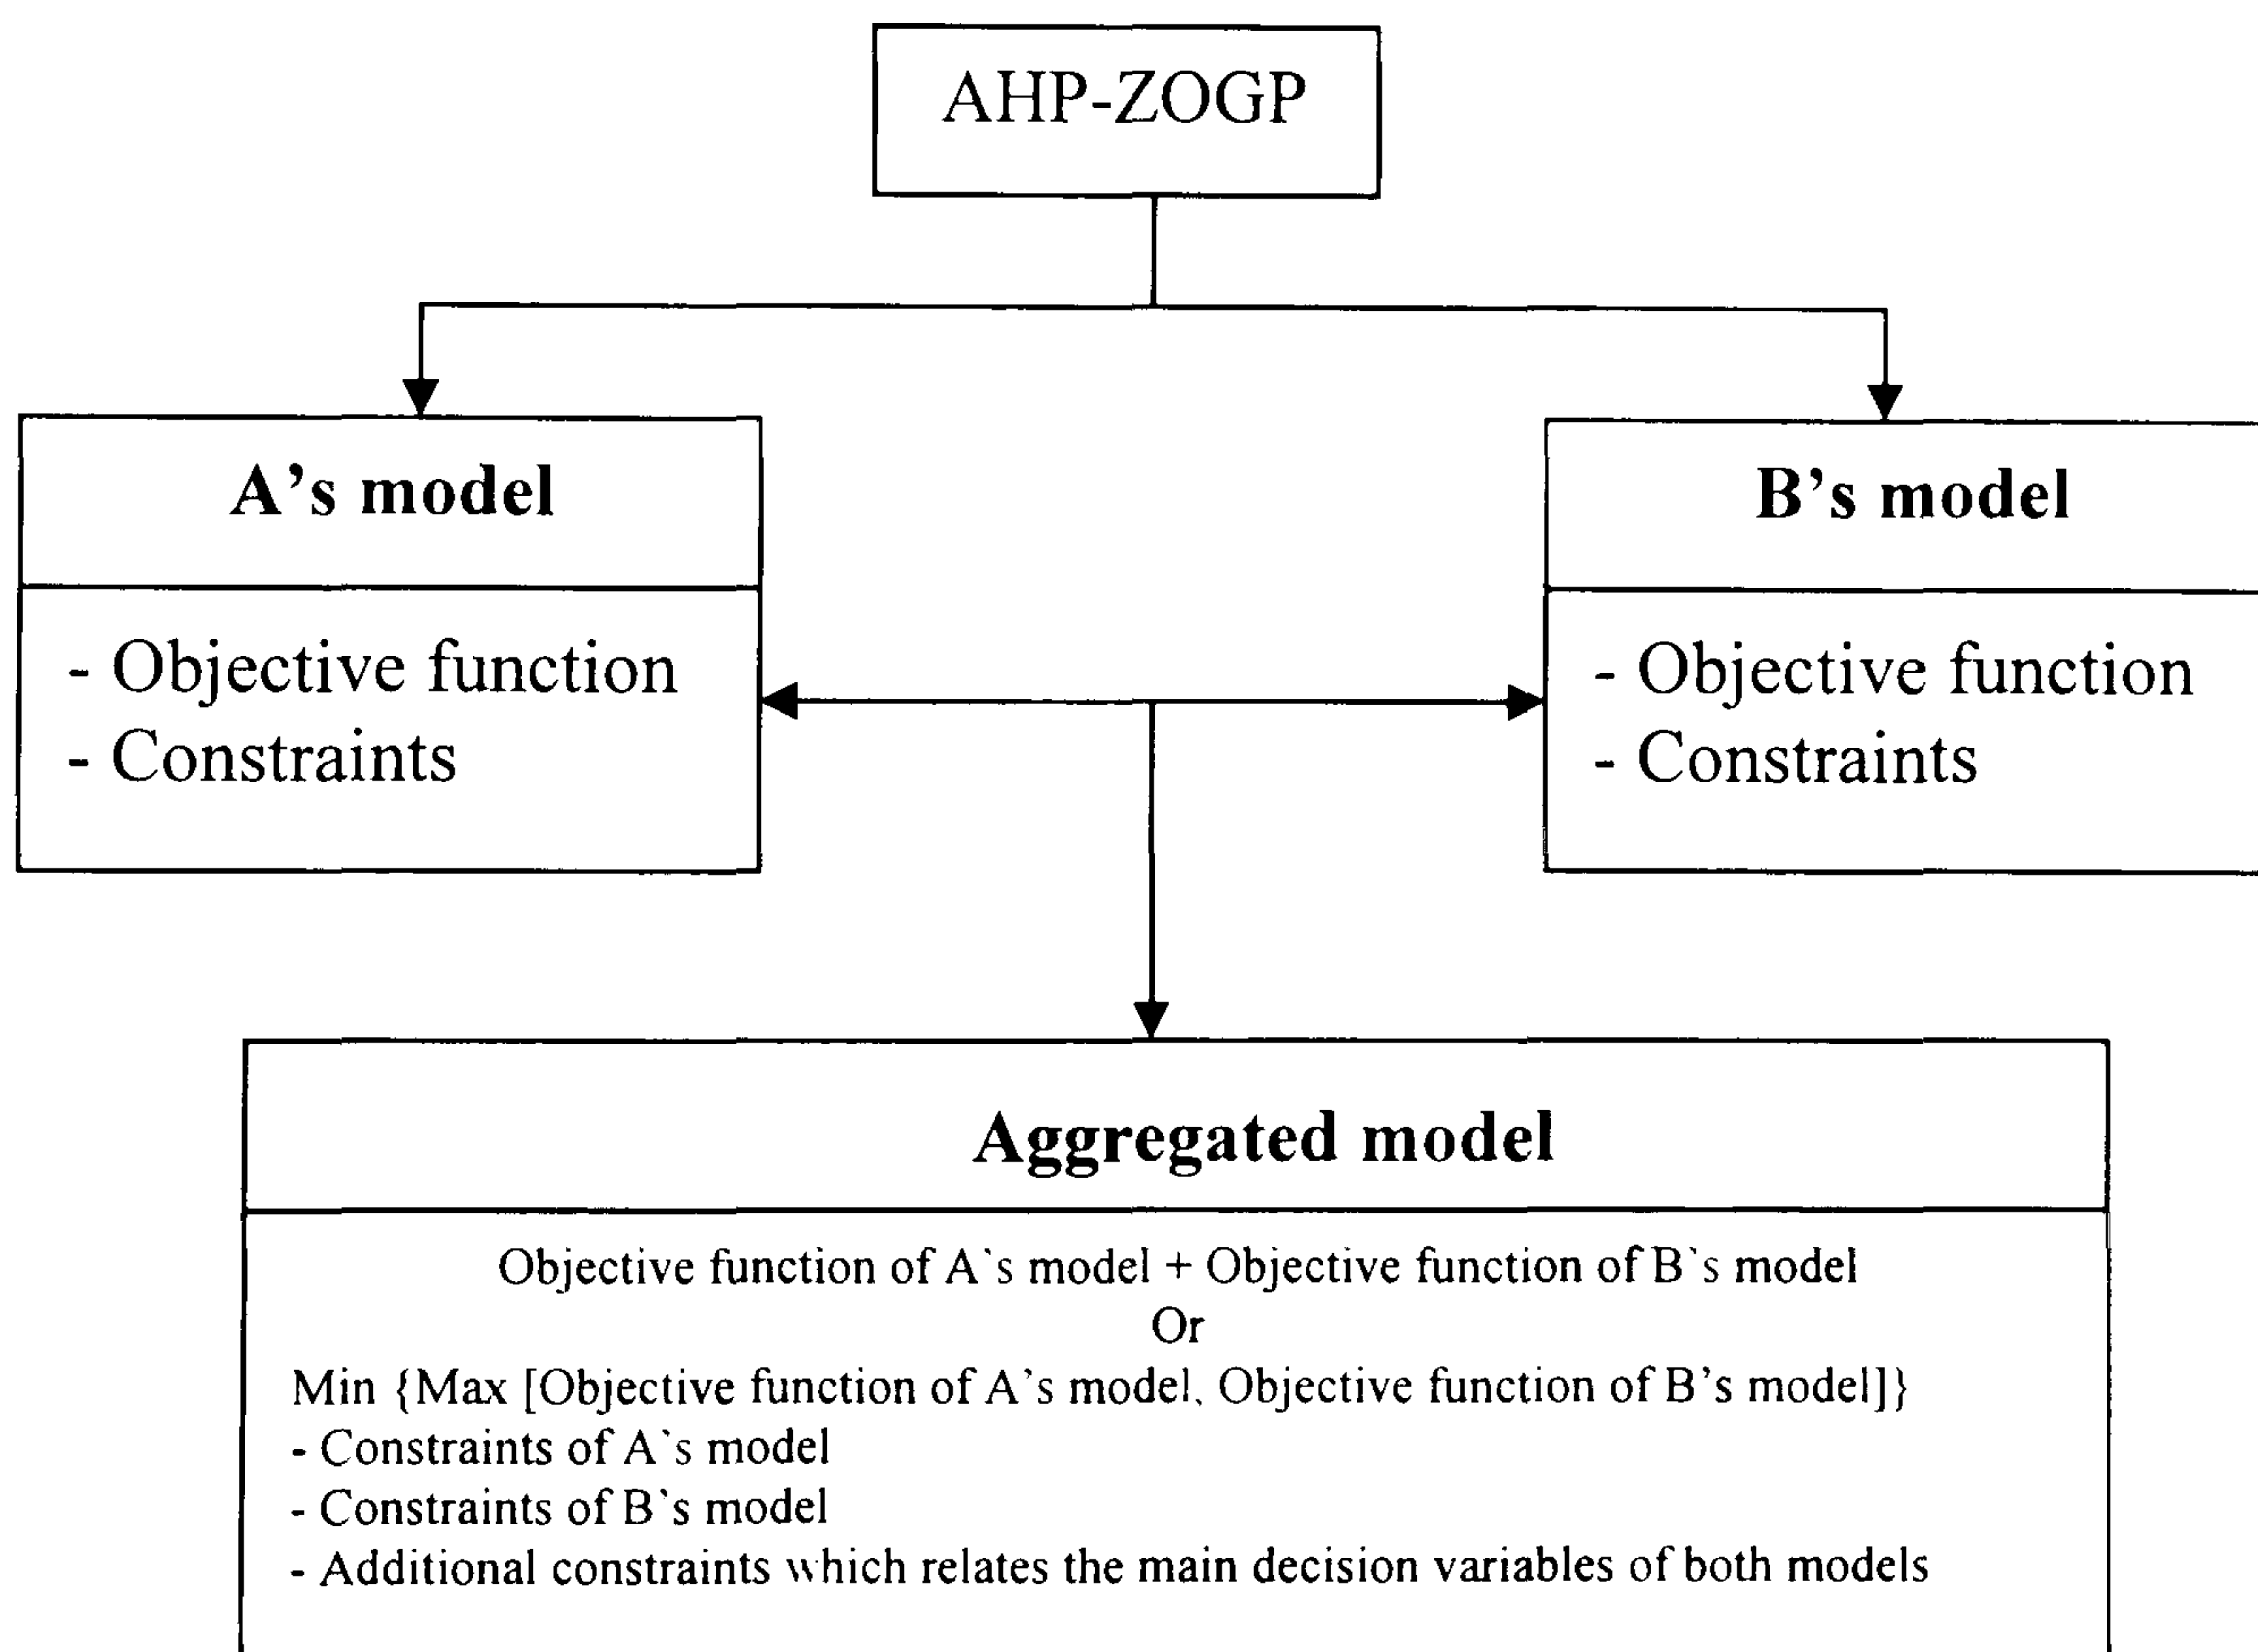 AHP-ZOGP
A's model
B's model
- Objective function
- Constraints
- Objective function
- Constraints
Aggregated model
Objective function of A's model + Objective function of B's model
Or
Min {Max [Objective function of A's model, Objective function of B's model]}
- Constraints of A's model
- Constraints of B's model
- Additional constraints which relates the main decision variables of both models